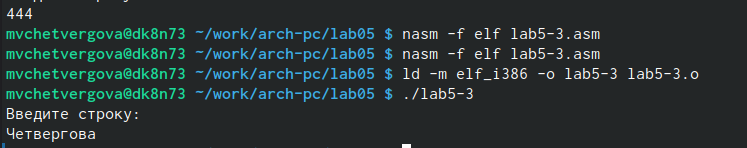 444
mvchetvergova@dk8n73 ~/work/arch-pc/lab05 $ nasm -f elf lab5-3.asm
mvchetvergova@dk8n73 ~/work/arch-pc/lab05 $ nasm -f elf lab5-3.asm
mvchetvergova@dk8n73 ~/work/arch-pc/lab05 $ ld -m elf_i386 -o lab5-3 lab5-3.o
mvchetvergova@dk8n73 ~/work/arch-pc/lab05 $ ./lab5-3
Введите строку:
Четвергова